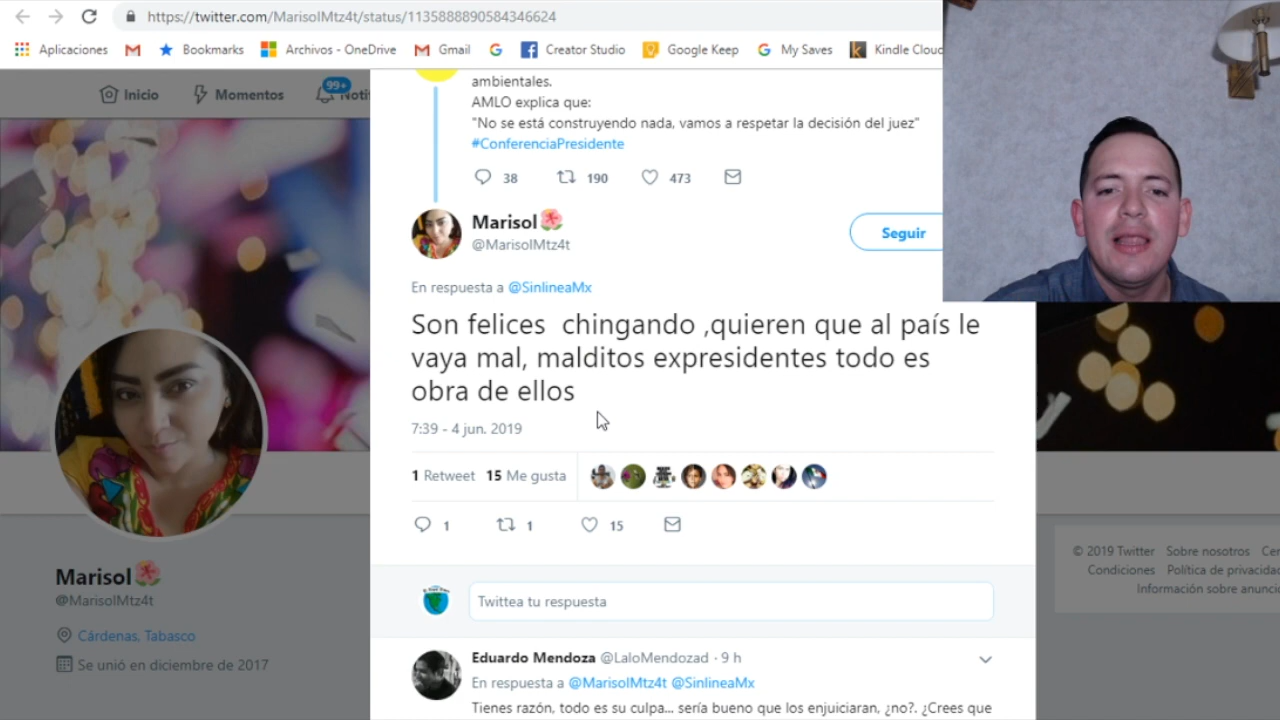 https://twitter.com/MarisolMtz4t/status/1135888890584346624
Aplicaciones
Bookmarks
Archivos - OneDrive
Gmail
Creator Studio
Google Keep
My Saves
Kindle Cloud
Inicio
Momentos
99+
Noti
ambientales.
AMLO explica que:
"No se está construyendo nada, vamos a respetar la decisión del juez"
#ConferenciaPresidente
38 190 473
Marisol
@MarisolMtz4t
Seguir
En respuesta a @SinlineaMx
Son felices chingando ,quieren que al país le
vaya mal, malditos expresidentes todo es
obra de ellos
7:39 - 4 jun. 2019
1 Retweet 15 Me gusta
1 1 15
Twittea tu respuesta
Eduardo Mendoza @LaloMendozad · 9 h
En respuesta a @MarisolMtz4t @SinlineaMx
Tienes razón, todo es su culpa... sería bueno que los enjuiciaran, ¿no?. ¿Crees que
Marisol
@MarisolMtz4t
Cárdenas, Tabasco
Se unió en diciembre de 2017
© 2019 Twitter Sobre nosotros Cen
Condiciones Política de privacidad
Información sobre anuncio